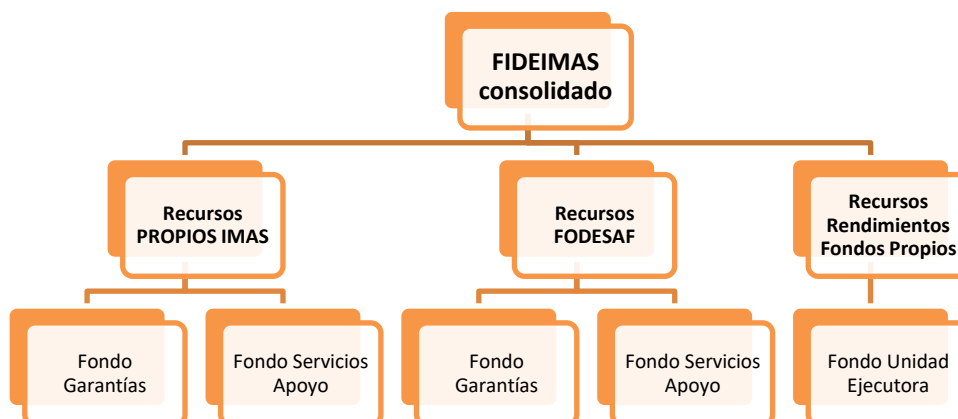 FIDEIMAS
consolidado
Recursos
PROPIOS IMAS
Recursos
FODESAF
Recursos
Rendimientos
Fondos Propios
Fondo
Garantías
Fondo Servicios
Apoyo
Fondo
Garantías
Fondo Servicios
Apoyo
Fondo Unidad
Ejecutora